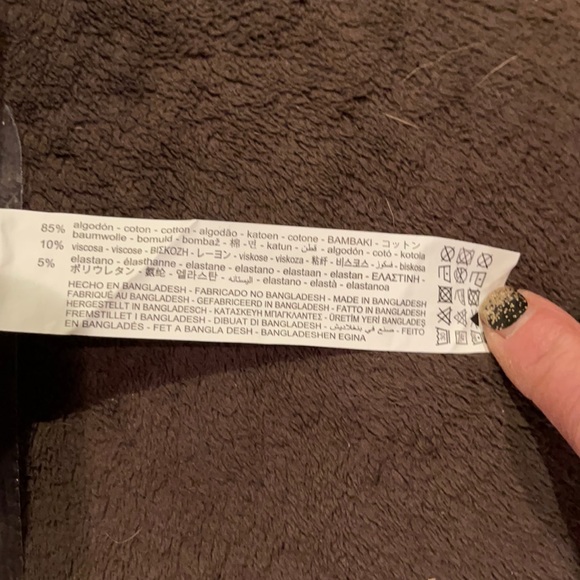 85% algodón - coton - cotton - algodão - katoen - cotone - BAMBAKI - コットン
baumwolle - bomuld - bombaž - 棉 - 면 - katun - قطن - algodón - cotó - kotoia
10% viscosa - viscose - ΒΙΣΚΟΖΗ - レーヨン - viskose - viskoza - 粘纤 - 비스코스 - فسكوز - biskosa
5% elastano - élasthanne - elastane - elastano - elastaan - elastan - ΕΛΑΣΤΙΝΗ -
ポリウレタン - 氨纶 - 엘라스탄 - الإيلاستان - elastano - elastà - elastanoa
HECHO EN BANGLADESH - FABRICADO NO BANGLADESH - MADE IN BANGLADESH
FABRIQUÉ AU BANGLADESH - GEFABRICEERD IN BANGLADESH - FATTO IN BANGLADESH
HERGESTELLT IN BANGLADESCH - ΚΑΤΑΣΚΕΥΗ ΜΠΑΓΚΛΑΝΤΕΣ - ÜRETİM YERİ BANGLADEŞ
FREMSTILLET I BANGLADESH - DIBUAT DI BANGLADESH - صنع في بنغلاديش - FEITO
EN BANGLADÉS - FET A BANGLA DESH - BANGLADESHEN EGINA